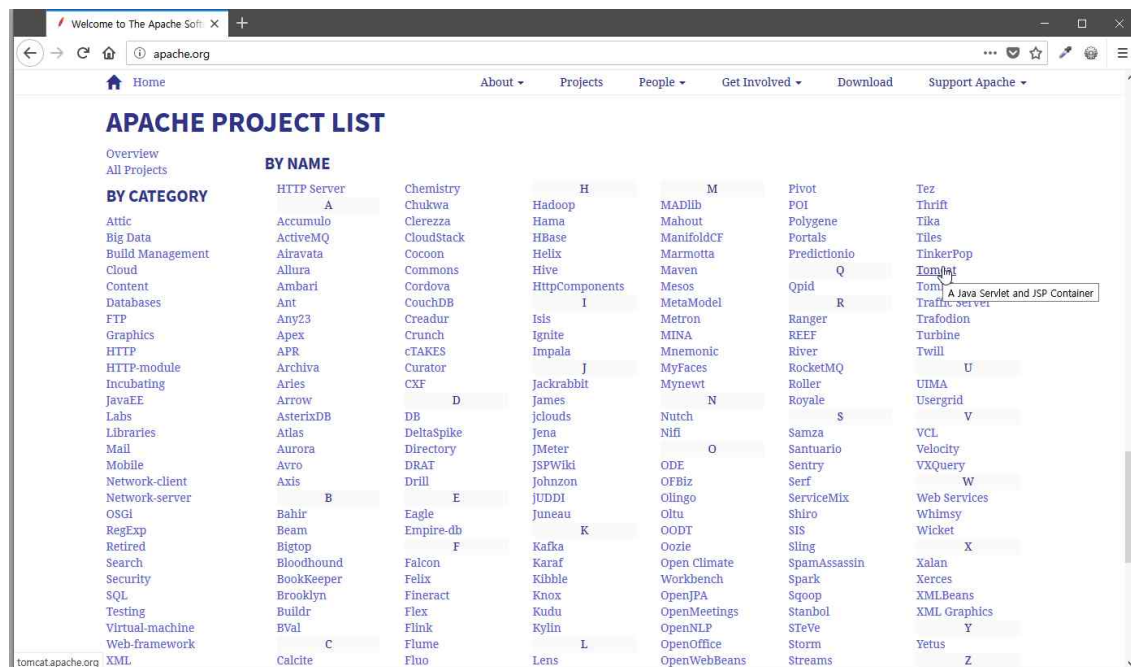 Welcome to The Apache Soft
apache.org
Home
About
Projects
People
Get Involved
Download
Support Apache
APACHE PROJECT LIST
Overview
All Projects
BY CATEGORY
Attic
Big Data
Build Management
Cloud
Content
Databases
FTP
Graphics
HTTP
HTTP-module
Incubating
JavaEE
Labs
Libraries
Mail
Mobile
Network-client
Network-server
OSGi
RegExp
Retired
Search
Security
SQL
Testing
Virtual-machine
Web-framework
XML
BY NAME
HTTP Server
A
Accumulo
ActiveMQ
Airavata
Allura
Ambari
Ant
Any23
Apex
APR
Archiva
Aries
Arrow
AsterixDB
Atlas
Aurora
Avro
Axis
B
Bahir
Beam
Bigtop
Bloodhound
BookKeeper
Brooklyn
Buildr
BVal
C
Calcite
Chemistry
Chukwa
Clerezza
CloudStack
Cocoon
Commons
Cordova
CouchDB
Creadur
Crunch
cTAKES
Curator
CXF
D
DB
DeltaSpike
Directory
DRAT
Drill
E
Eagle
Empire-db
F
Falcon
Felix
Fineract
Flex
Flink
Flume
Fluo
H
Hadoop
Hama
HBase
Helix
Hive
HttpComponents
I
Isis
Ignite
Impala
J
Jackrabbit
James
jclouds
Jena
JMeter
JSPWiki
Johnzon
jUDDI
Juneau
K
Kafka
Karaf
Kibble
Knox
Kudu
Kylin
L
Lens
M
MADlib
Mahout
ManifoldCF
Marmotta
Maven
Mesos
MetaModel
Metron
MINA
Mnemonic
MyFaces
Mynewt
N
Nutch
Nifi
O
ODE
OFBiz
Olingo
Oltu
OODT
Oozie
Open Climate
Workbench
OpenJPA
OpenMeetings
OpenNLP
OpenOffice
OpenWebBeans
Pivot
POI
Polygene
Portals
Predictionio
Q
Qpid
R
Ranger
REEF
River
RocketMQ
Roller
Royale
S
Samza
Santuario
Sentry
Serf
ServiceMix
Shiro
SIS
Sling
SpamAssassin
Spark
Sqoop
Stanbol
STeVe
Storm
Streams
Tez
Thrift
Tika
Tiles
TinkerPop
Tomcat
A Java Servlet and JSP Container
Traffic Server
Trafodion
Turbine
Twill
U
UIMA
Usergrid
V
VCL
Velocity
VXQuery
W
Web Services
Whimsy
Wicket
X
Xalan
Xerces
XMLBeans
XML Graphics
Y
Yetus
Z
tomcat.apache.org